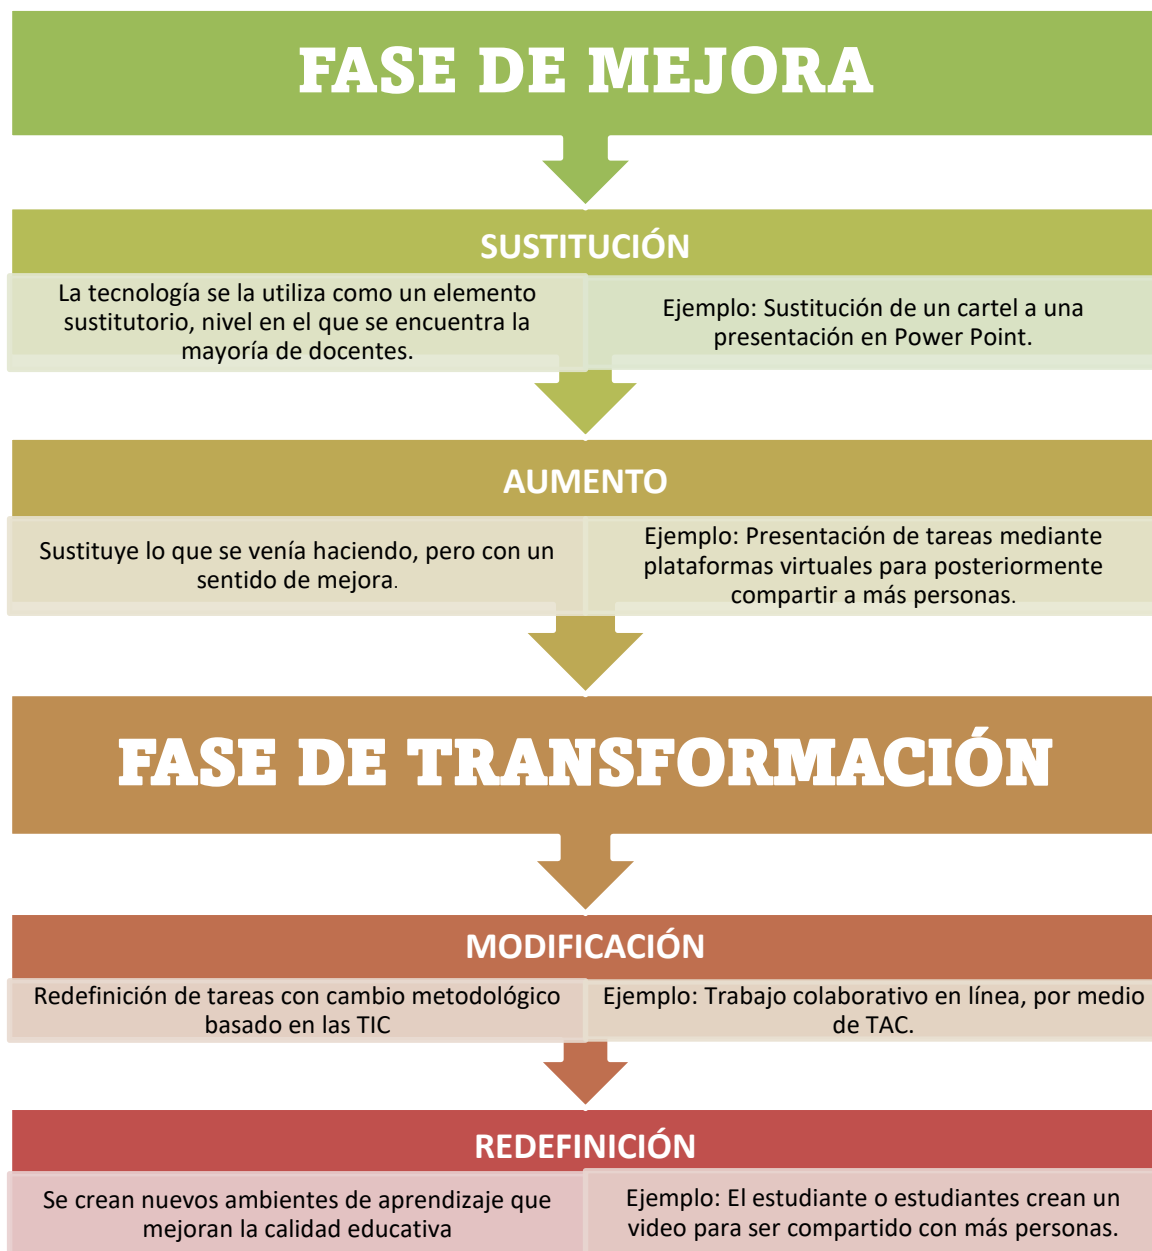 FASE DE MEJORA
SUSTITUCIÓN
La tecnología se la utiliza como un elemento
sustitutorio, nivel en el que se encuentra la
mayoría de docentes.
Ejemplo: Sustitución de un cartel a una
presentación en Power Point.
AUMENTO
Sustituye lo que se venía haciendo, pero con un
sentido de mejora.
Ejemplo: Presentación de tareas mediante
plataformas virtuales para posteriormente
compartir a más personas.
FASE DE TRANSFORMACIÓN
MODIFICACIÓN
Redefinición de tareas con cambio metodológico
basado en las TIC
Ejemplo: Trabajo colaborativo en línea, por medio
de TAC.
REDEFINICIÓN
Se crean nuevos ambientes de aprendizaje que
mejoran la calidad educativa
Ejemplo: El estudiante o estudiantes crean un
video para ser compartido con más personas.